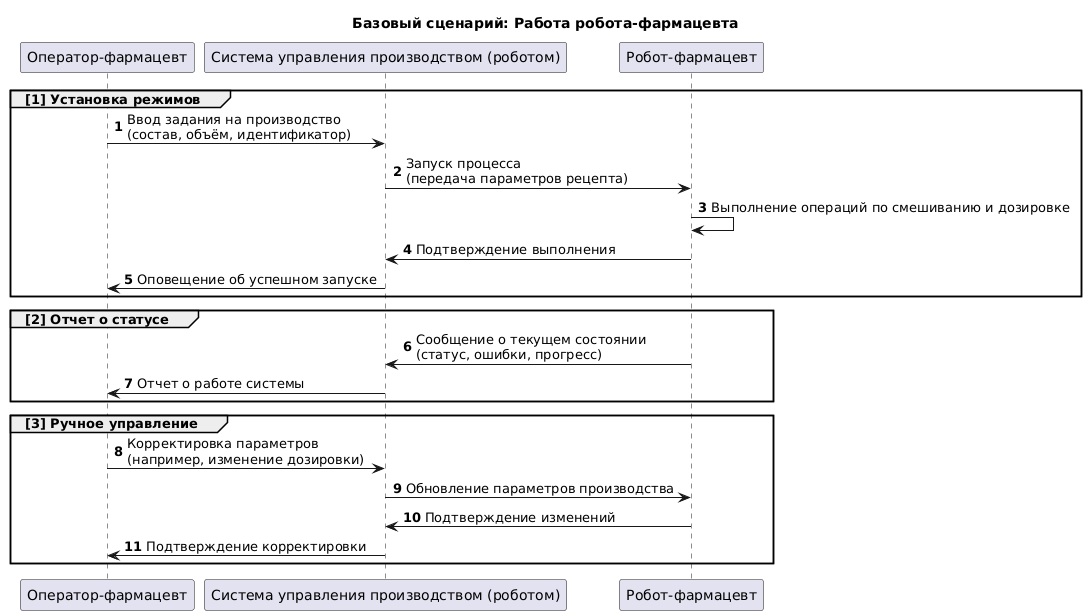 Базовый сценарий: Работа робота-фармацевта
Оператор-фармацевт
Система управления производством (роботом)
Робот-фармацевт
[1] Установка режимов
1 Ввод задания на производство
(состав, объём, идентификатор)
2 Запуск процесса
(передача параметров рецепта)
3 Выполнение операций по смешиванию и дозировке
4 Подтверждение выполнения
5 Оповещение об успешном запуске
[2] Отчет о статусе
6 Сообщение о текущем состоянии
(статус, ошибки, прогресс)
7 Отчет о работе системы
[3] Ручное управление
8 Корректировка параметров
(например, изменение дозировки)
9 Обновление параметров производства
10 Подтверждение изменений
11 Подтверждение корректировки
Оператор-фармацевт
Система управления производством (роботом)
Робот-фармацевт